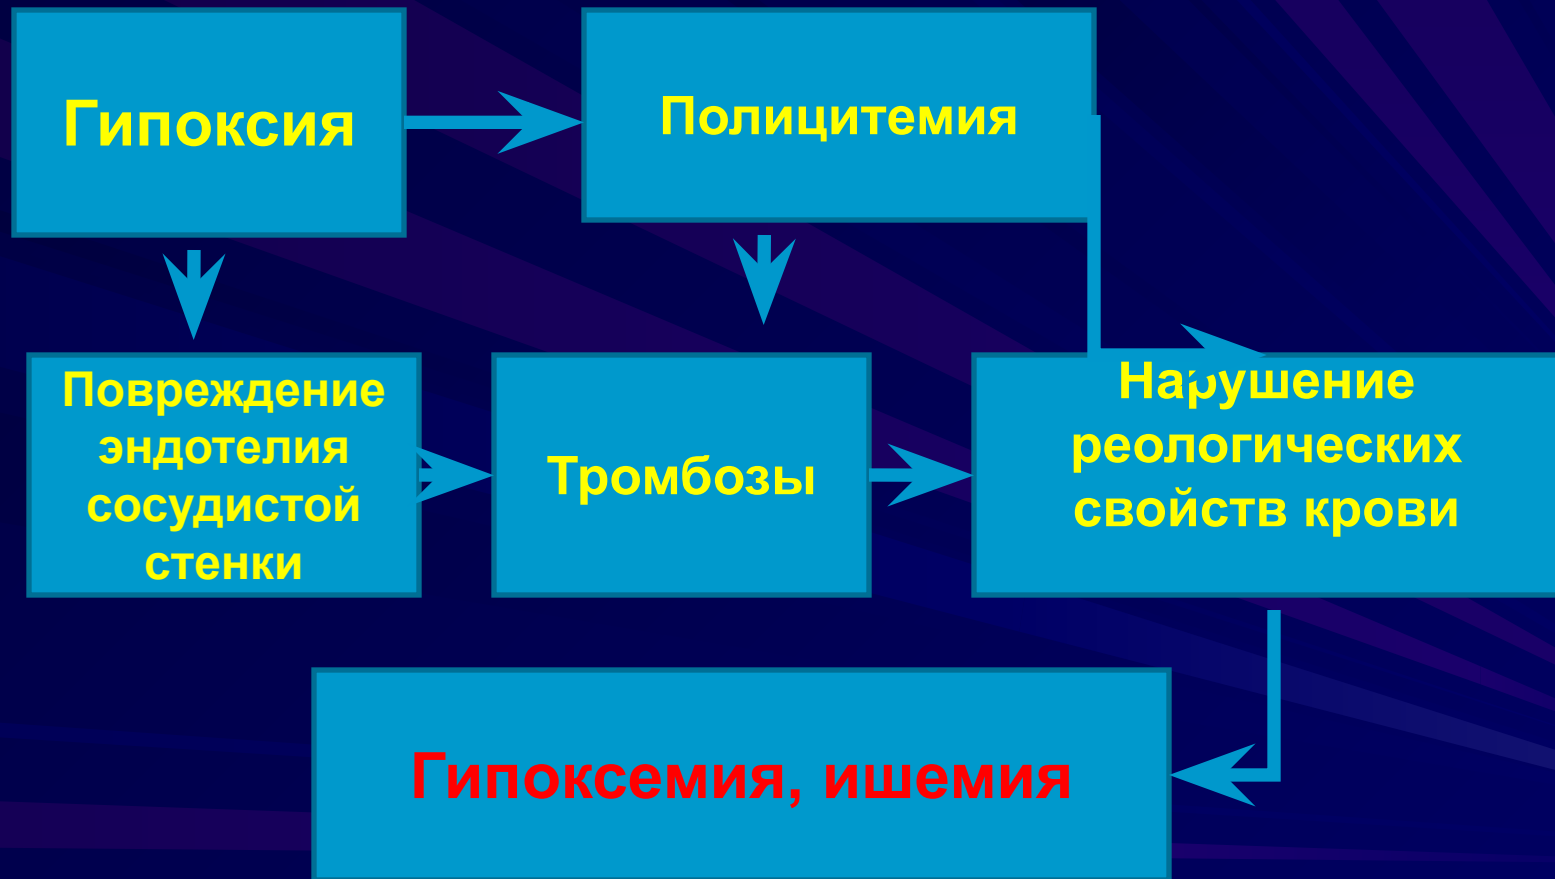 Гипоксия
Полицитемия
Повреждение
эндотелия
сосудистой
стенки
Тромбозы
Нарушение
реологических
свойств крови
Гипоксемия, ишемия